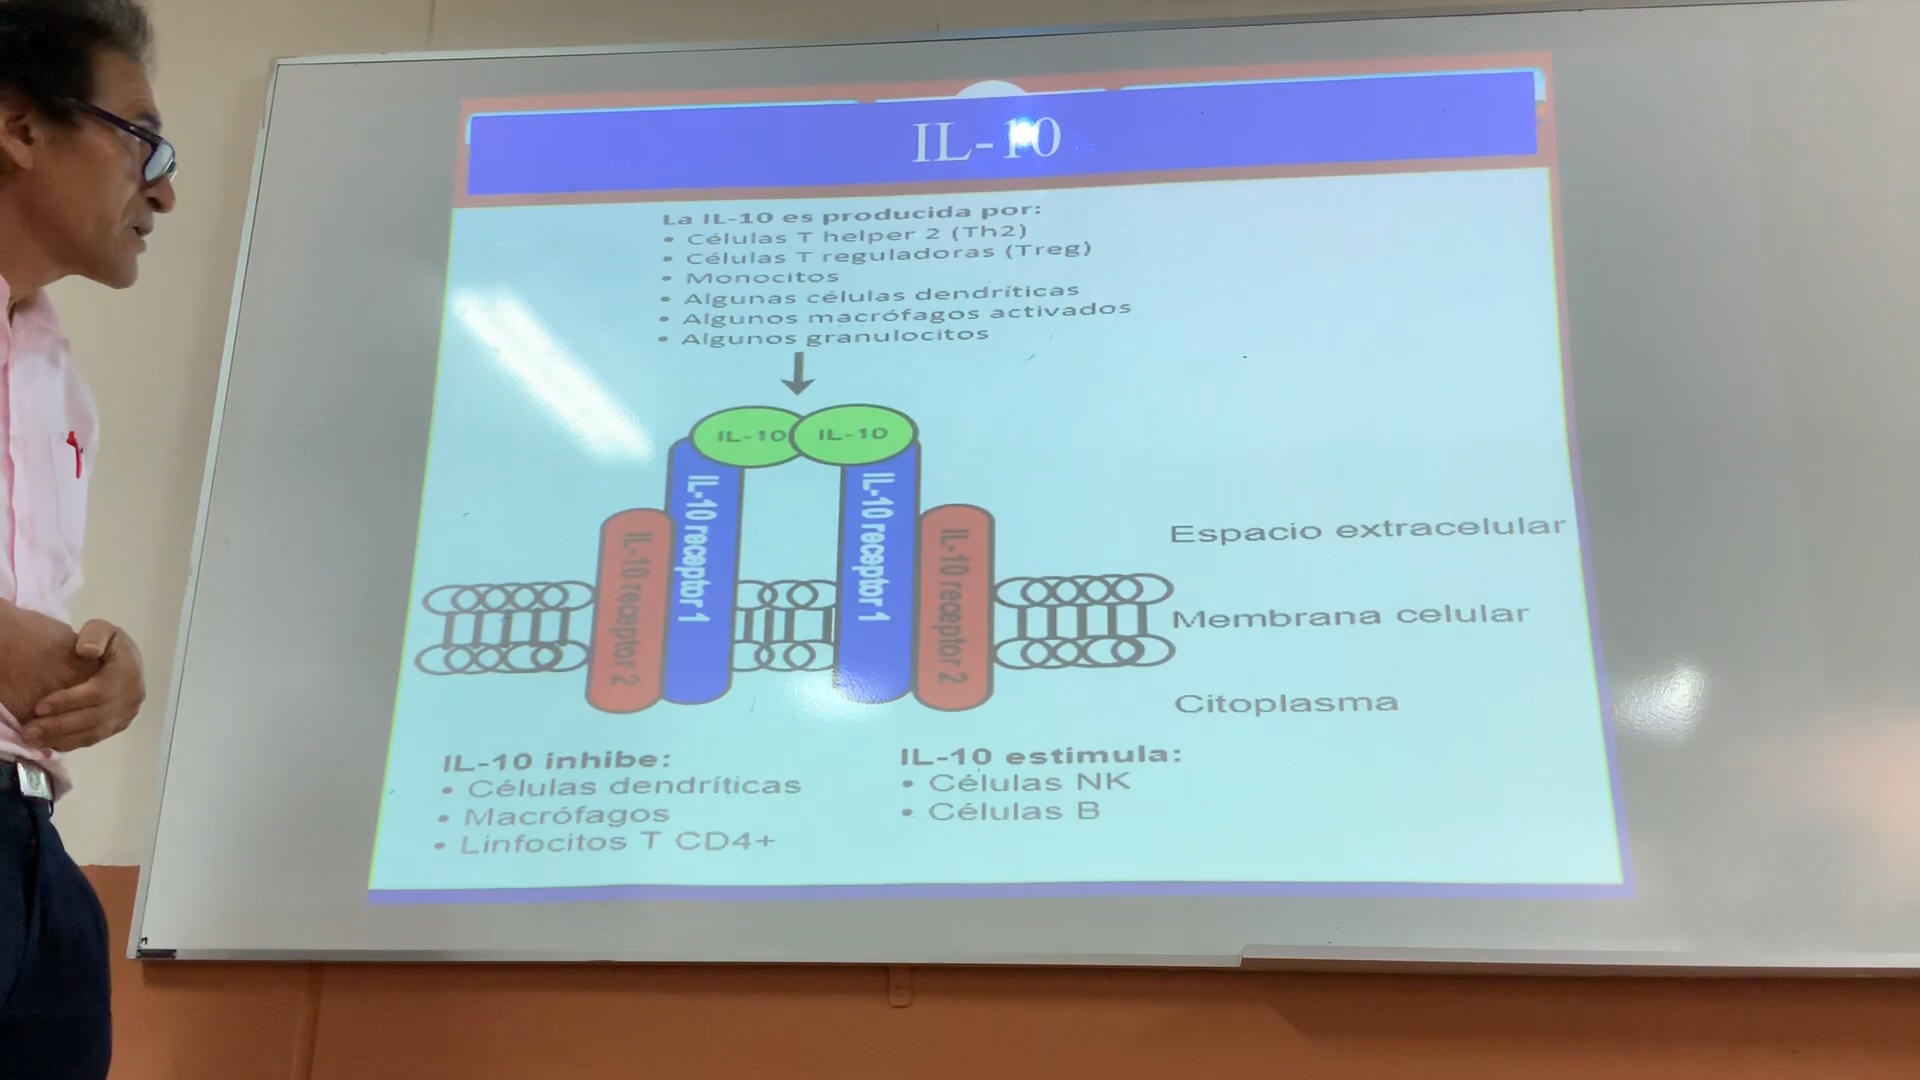 IL-10
La IL-10 es producida por:
• Células T helper 2 (Th2)
• Células T reguladoras (Treg)
• Monocitos
• Algunas células dendríticas
• Algunos macrófagos activados
• Algunos granulocitos
IL-10 IL-10
IL-10 receptor 2
IL-10 receptor 1
IL-10 receptor 1
IL-10 receptor 2
Espacio extracelular
Membrana celular
Citoplasma
IL-10 inhibe:
• Células dendríticas
• Macrófagos
• Linfocitos T CD4+
IL-10 estimula:
• Células NK
• Células B